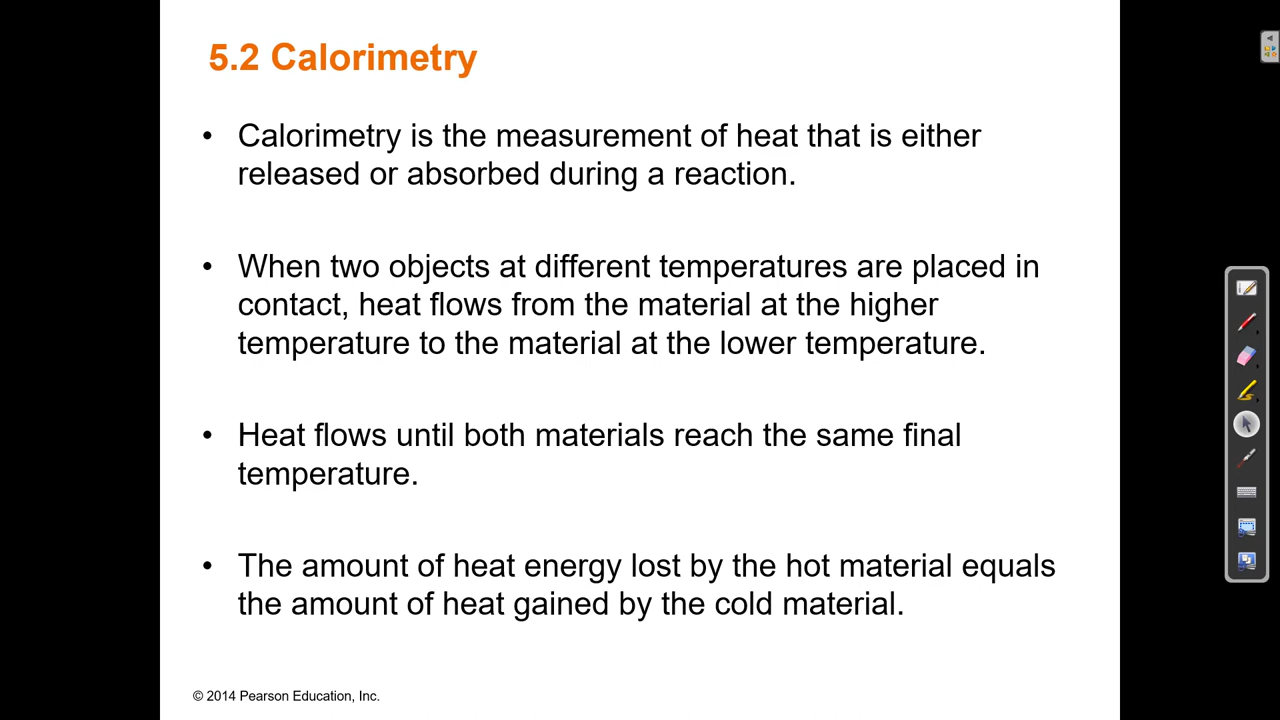 5.2 Calorimetry
• Calorimetry is the measurement of heat that is either
released or absorbed during a reaction.
• When two objects at different temperatures are placed in
contact, heat flows from the material at the higher
temperature to the material at the lower temperature.
• Heat flows until both materials reach the same final
temperature.
• The amount of heat energy lost by the hot material equals
the amount of heat gained by the cold material.
© 2014 Pearson Education, Inc.